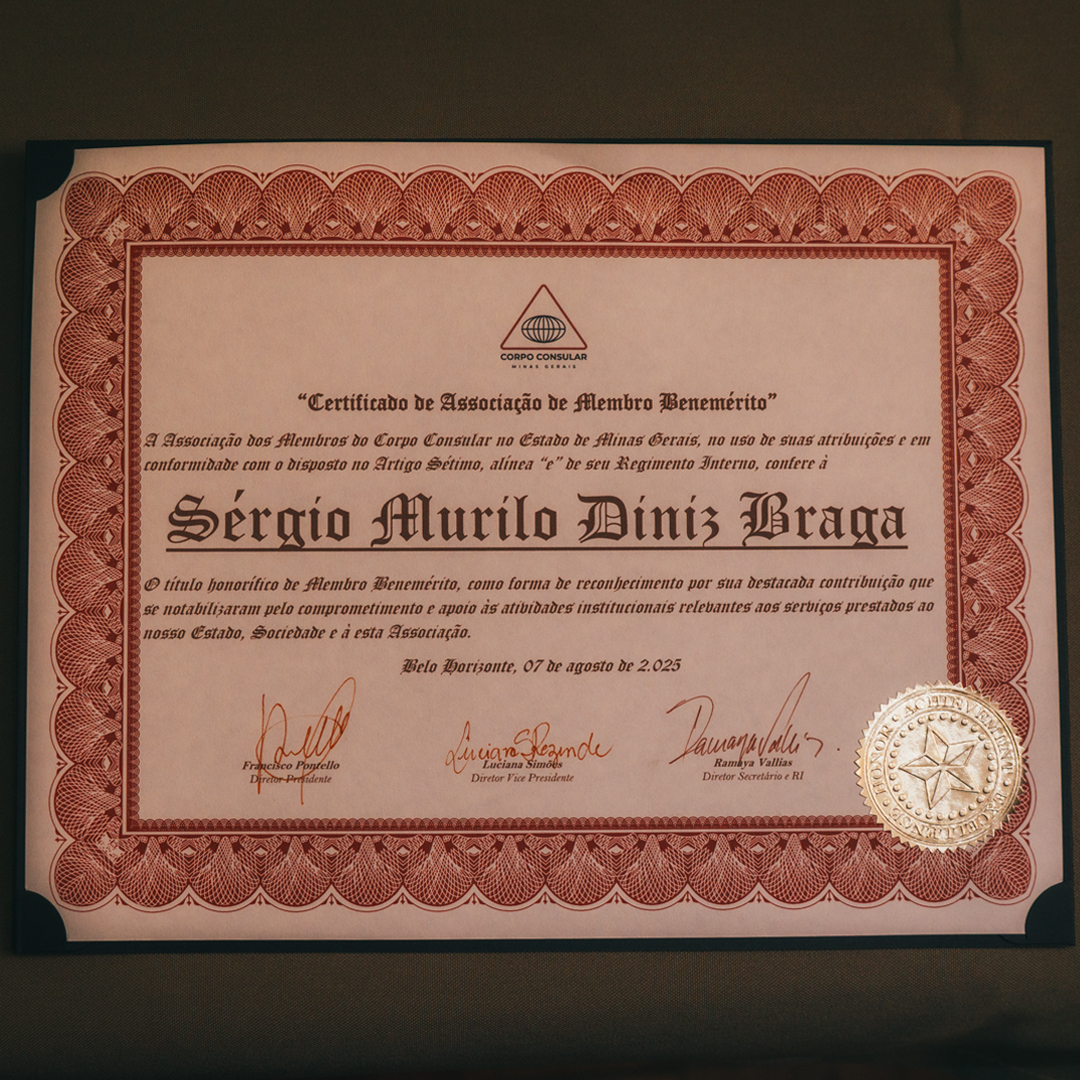 CORPO CONSULAR
MINAS GERAIS
“Certificado de Associação de Membro Benemérito”
A Associação dos Membros do Corpo Consular no Estado de Minas Gerais, no uso de suas atribuições e em
conformidade com o disposto no Artigo Sétimo, alínea “e” de seu Regimento Interno, confere à
Sérgio Murilo Diniz Braga
O título honorífico de Membro Benemérito, como forma de reconhecimento por sua destacada contribuição que
se notabilizaram pelo comprometimento e apoio às atividades institucionais relevantes aos serviços prestados ao
nosso Estado, Sociedade e à esta Associação.
Belo Horizonte, 07 de agosto de 2.025
Luciana S Rezende
Francisco Pontello
Diretor Presidente
Luciana Simões
Diretor Vice Presidente
Ramaya Vallias
Diretor Secretário e RI
HONOR